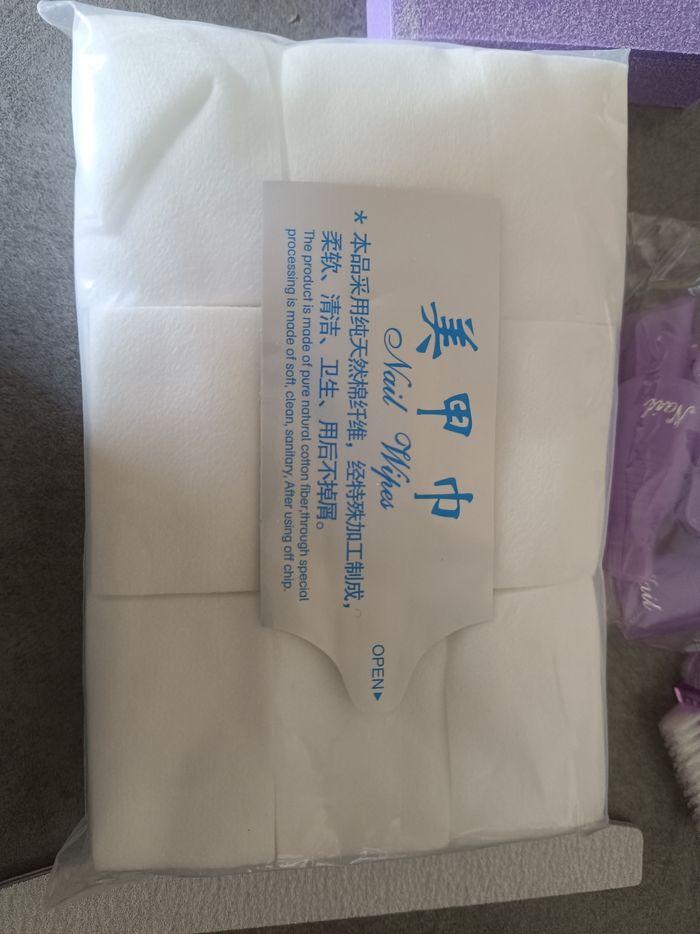 美甲巾
Nail Wipes
* 本品采用纯天然棉纤维，经特殊加工制成，
柔软、清洁、卫生、用后不掉屑。
The product is made of pure natural cotton fiber,through special
processing is made of soft, clean, sanitary, After using off chip.
OPEN▶
Nail